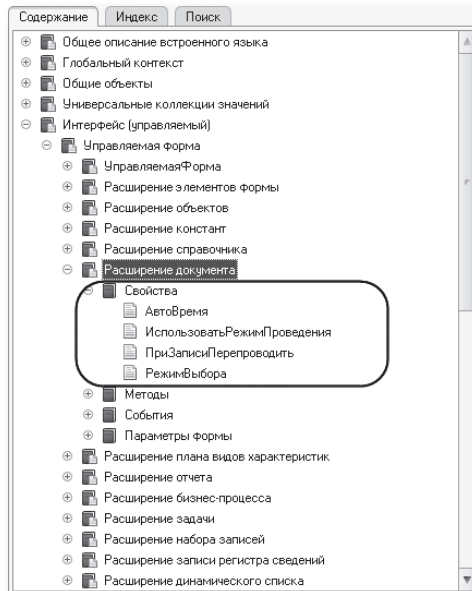 Содержание Индекс Поиск
Общее описание встроенного языка
Глобальный контекст
Общие объекты
Универсальные коллекции значений
Интерфейс (управляемый)
Управляемая форма
УправляемаяФорма
Расширение элементов формы
Расширение объектов
Расширение констант
Расширение справочника
Расширение документа
Свойства
АвтоВремя
ИспользоватьРежимПроведения
ПриЗаписиПерепроводить
РежимВыбора
Методы
События
Параметры формы
Расширение плана видов характеристик
Расширение отчета
Расширение бизнес-процесса
Расширение задачи
Расширение набора записей
Расширение записи регистра сведений
Расширение динамического списка